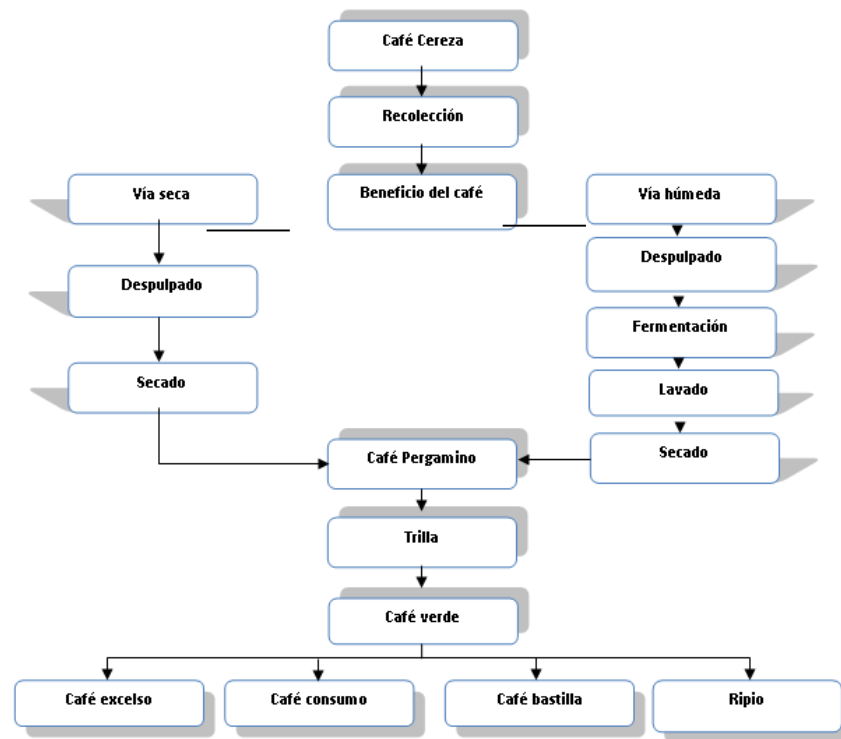 Café Cereza
Recolección
Beneficio del café
Vía seca
Despulpado
Secado
Vía húmeda
Despulpado
Fermentación
Lavado
Secado
Café Pergamino
Trilla
Café verde
Café excelso
Café consumo
Café bastilla
Ripio